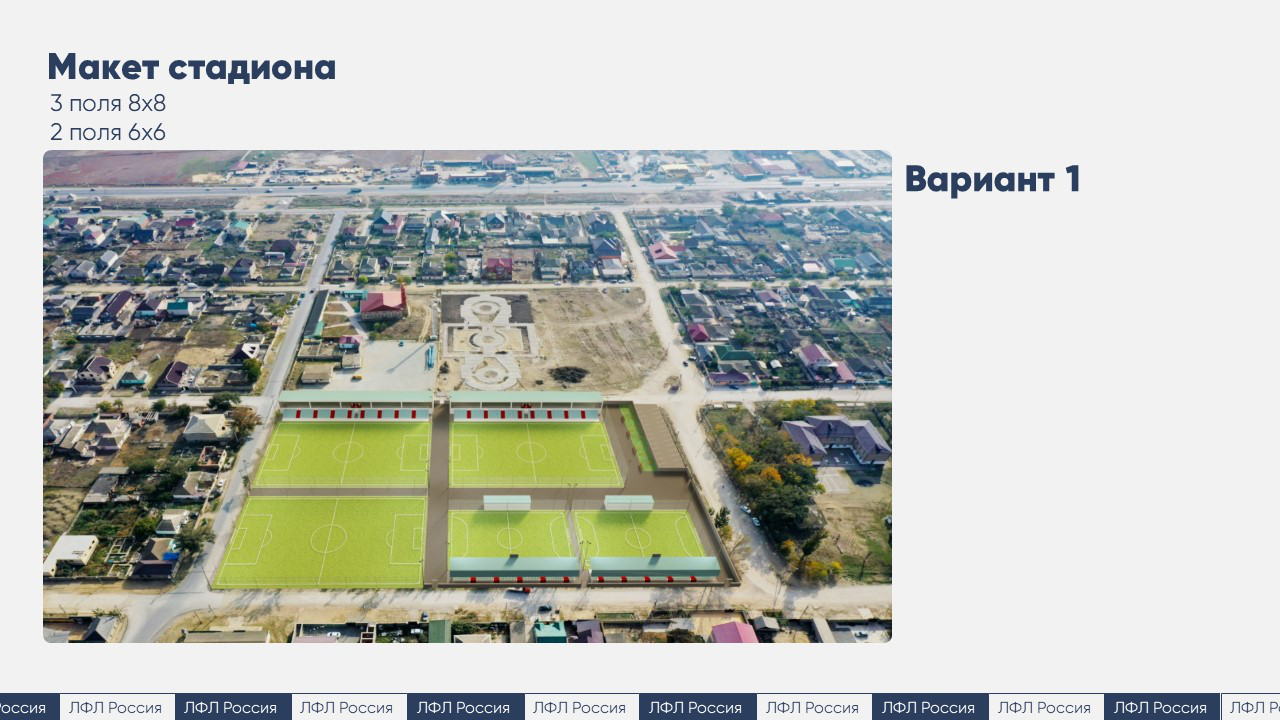 Макет стадиона
3 поля 8х8
2 поля 6х6
Вариант 1
Россия ЛФЛ Россия ЛФЛ Россия ЛФЛ Россия ЛФЛ Россия ЛФЛ Россия ЛФЛ Россия ЛФЛ Россия ЛФЛ Россия ЛФЛ Россия ЛФЛ Россия ЛФЛ